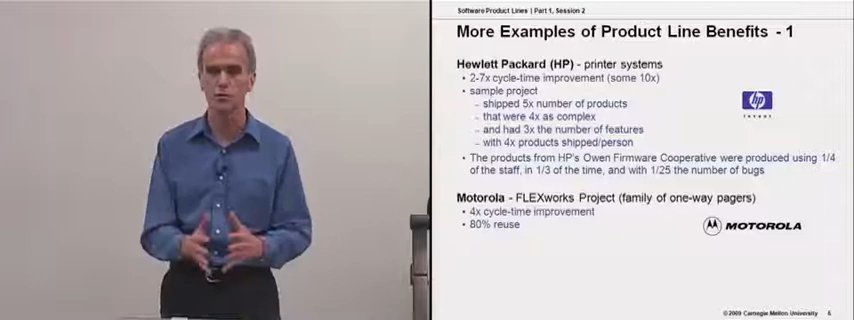 Software Product Lines | Part 1, Session 2
More Examples of Product Line Benefits - 1
Hewlett Packard (HP) - printer systems
• 2-7x cycle-time improvement (some 10x)
• sample project
– shipped 5x number of products
– that were 4x as complex
– and had 3x the number of features
– with 4x products shipped/person
hp
invent
• The products from HP's Owen Firmware Cooperative were produced using 1/4
of the staff, in 1/3 of the time, and with 1/25 the number of bugs
Motorola - FLEXworks Project (family of one-way pagers)
• 4x cycle-time improvement
• 80% reuse
MOTOROLA
© 2009 Carnegie Mellon University